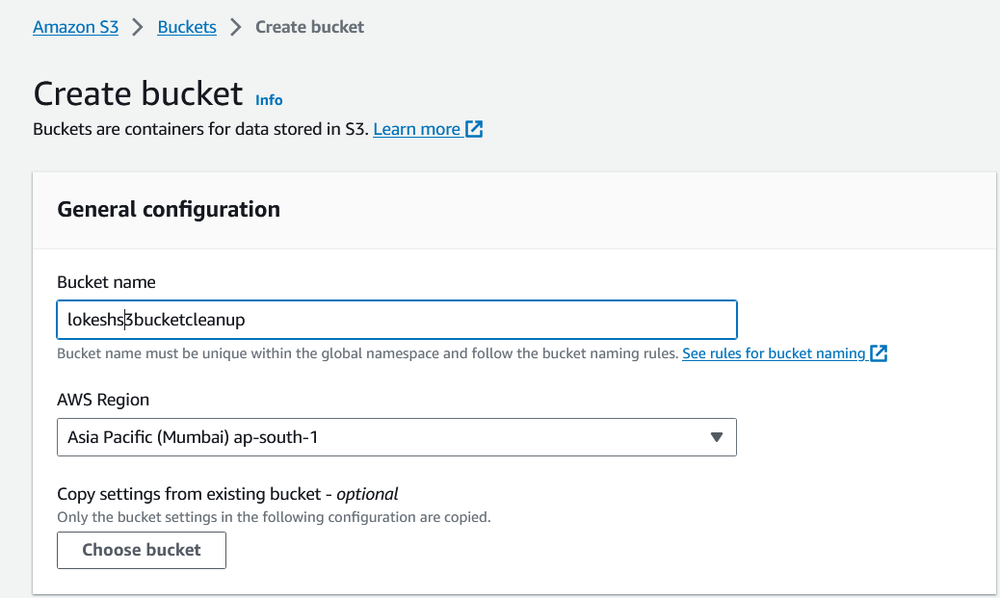 Amazon S3 > Buckets > Create bucket
Create bucket Info
Buckets are containers for data stored in S3. Learn more
General configuration
Bucket name
lokeshs3bucketcleanup
Bucket name must be unique within the global namespace and follow the bucket naming rules. See rules for bucket naming
AWS Region
Asia Pacific (Mumbai) ap-south-1
Copy settings from existing bucket - optional
Only the bucket settings in the following configuration are copied.
Choose bucket